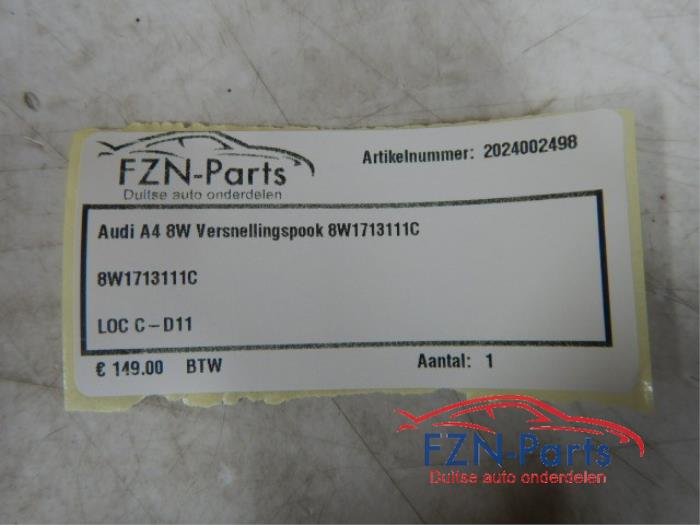 FZN-Parts
Duitse auto onderdelen
Artikelnummer: 2024002498
Audi A4 8W Versnellingspook 8W1713111C
8W1713111C
LOC C-D11
€ 149.00 BTW
Aantal: 1
FZN-Parts
Duitse auto onderdelen